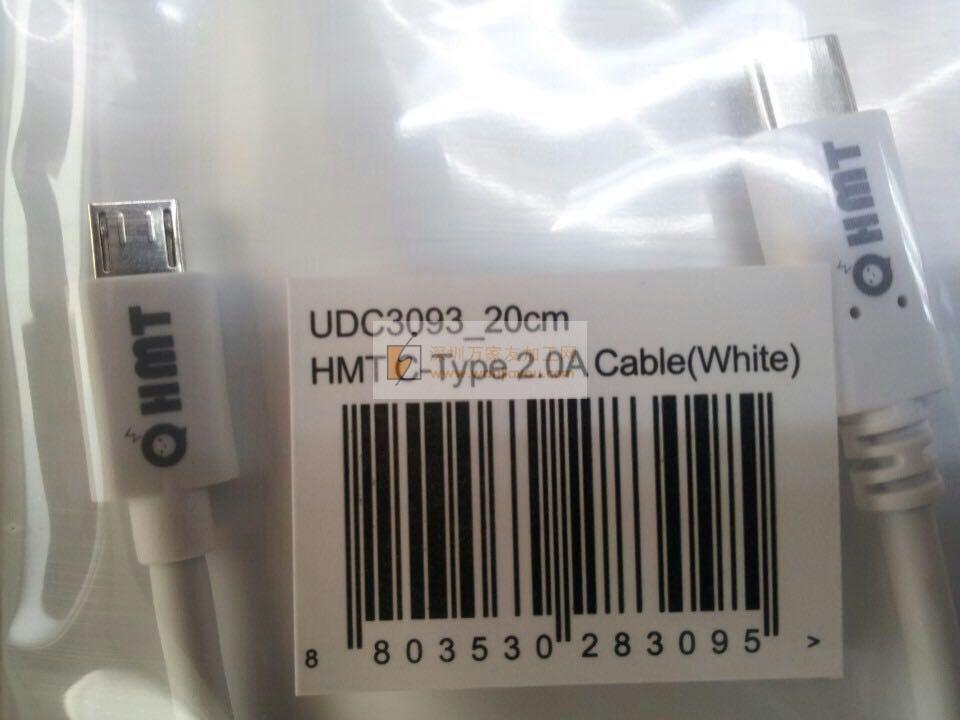 HMT
HMT
UDC3093_20cm
HMT C-Type 2.0A Cable(White)
深圳万家友加工网
8 803530 283095 >